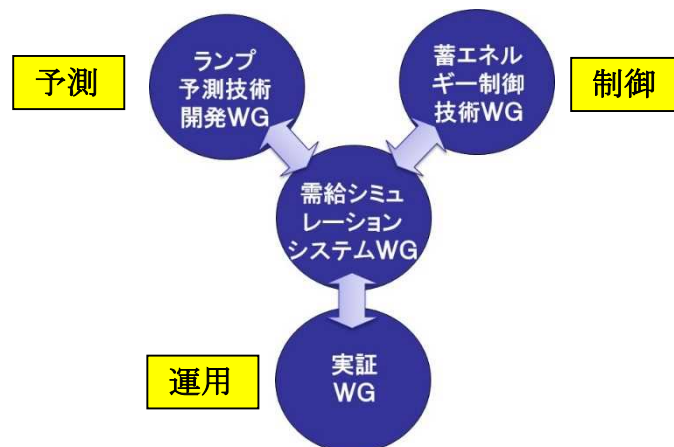 予測
ランプ
予測技術
開発WG
蓄エネル
ギー制御
技術WG
制御
需給シミュ
レーション
システムWG
運用
実証
WG